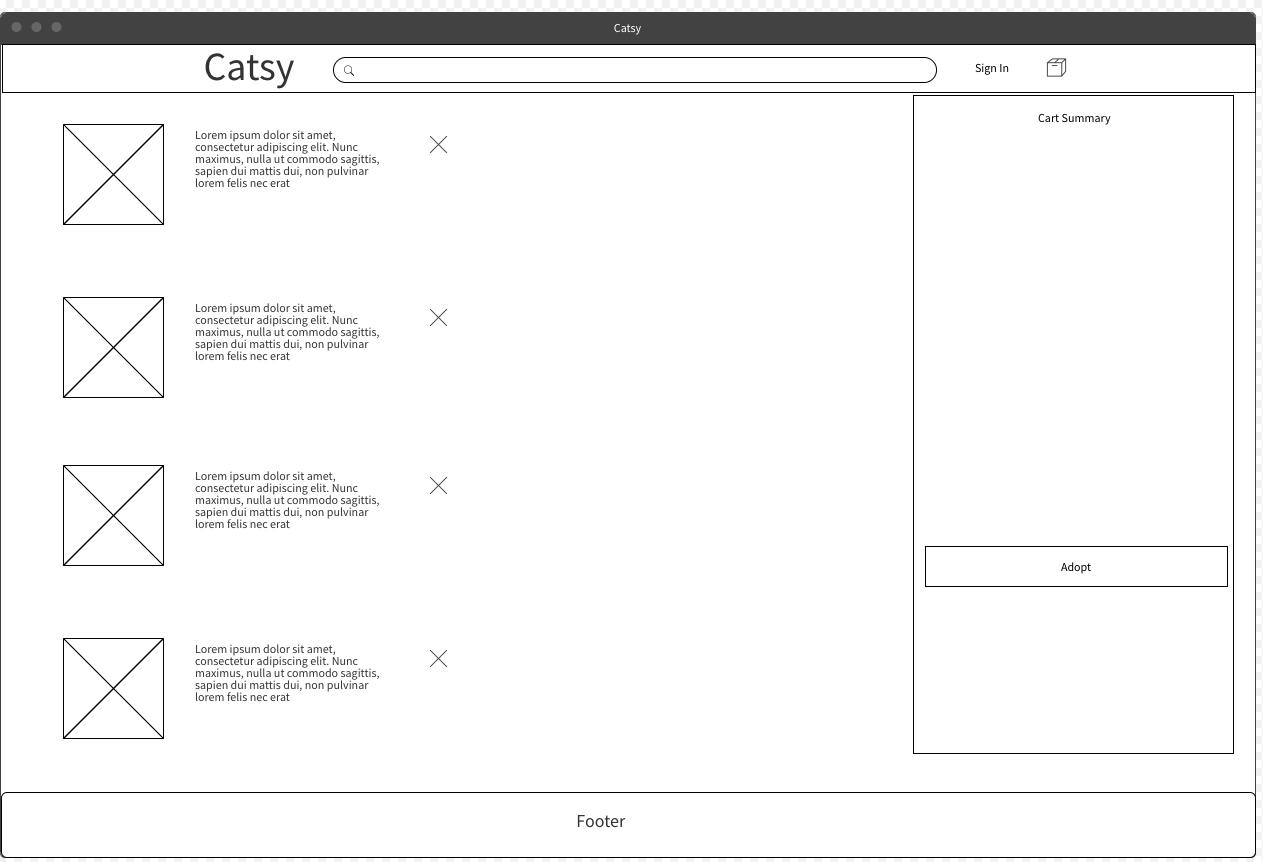 Catsy
Catsy
Sign In
Cart Summary
Lorem ipsum dolor sit amet,
consectetur adipiscing elit. Nunc
maximus, nulla ut commodo sagittis,
sapien dui mattis dui, non pulvinar
lorem felis nec erat
Lorem ipsum dolor sit amet,
consectetur adipiscing elit. Nunc
maximus, nulla ut commodo sagittis,
sapien dui mattis dui, non pulvinar
lorem felis nec erat
Lorem ipsum dolor sit amet,
consectetur adipiscing elit. Nunc
maximus, nulla ut commodo sagittis,
sapien dui mattis dui, non pulvinar
lorem felis nec erat
Adopt
Lorem ipsum dolor sit amet,
consectetur adipiscing elit. Nunc
maximus, nulla ut commodo sagittis,
sapien dui mattis dui, non pulvinar
lorem felis nec erat
Footer